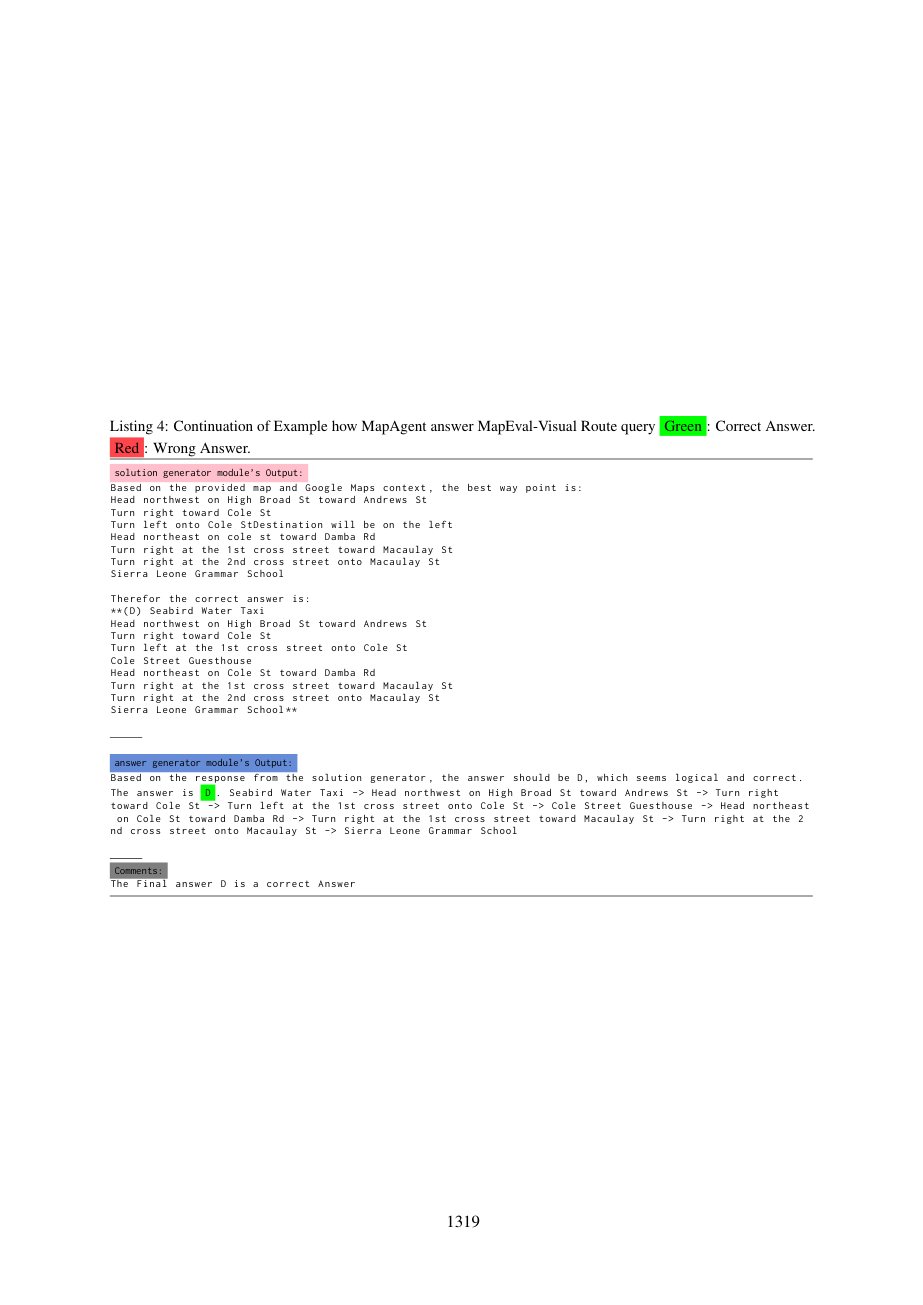 Listing 4: Continuation of Example how MapAgent answer MapEval-Visual Route query Green : Correct Answer.
Red : Wrong Answer.
solution generator module's Output:
Based on the provided map and Google Maps context, the best way point is:
Head northwest on High Broad St toward Andrews St
Turn right toward Cole St
Turn left onto Cole StDestination will be on the left
Head northeast on cole st toward Damba Rd
Turn right at the 1st cross street toward Macaulay St
Turn right at the 2nd cross street onto Macaulay St
Sierra Leone Grammar School
Therefor the correct answer is:
**(D) Seabird Water Taxi
Head northwest on High Broad St toward Andrews St
Turn right toward Cole St
Turn left at the 1st cross street onto Cole St
Cole Street Guesthouse
Head northeast on Cole St toward Damba Rd
Turn right at the 1st cross street toward Macaulay St
Turn right at the 2nd cross street onto Macaulay St
Sierra Leone Grammar School**
answer generator module's Output:
Based on the response from the solution generator, the answer should be D, which seems logical and correct.
The answer is D. Seabird Water Taxi -> Head northwest on High Broad St toward Andrews St -> Turn right
toward Cole St -> Turn left at the 1st cross street onto Cole St -> Cole Street Guesthouse -> Head northeast
on Cole St toward Damba Rd -> Turn right at the 1st cross street toward Macaulay St -> Turn right at the 2
nd cross street onto Macaulay St -> Sierra Leone Grammar School
Comments:
The Final answer D is a correct Answer
1319